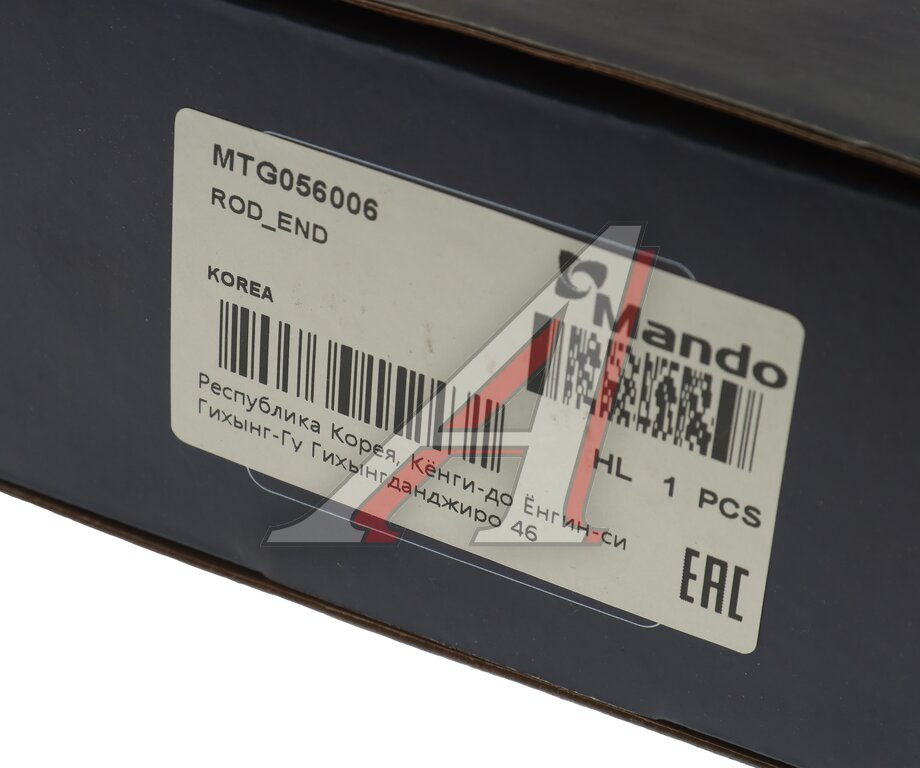 MTG056006
ROD_END
Mando
KOREA
HL 1 PCS
Республика Корея, Кёнги-до Ёнгин-си
Гихынг-Гу Гихынгданджиро 46
EAC